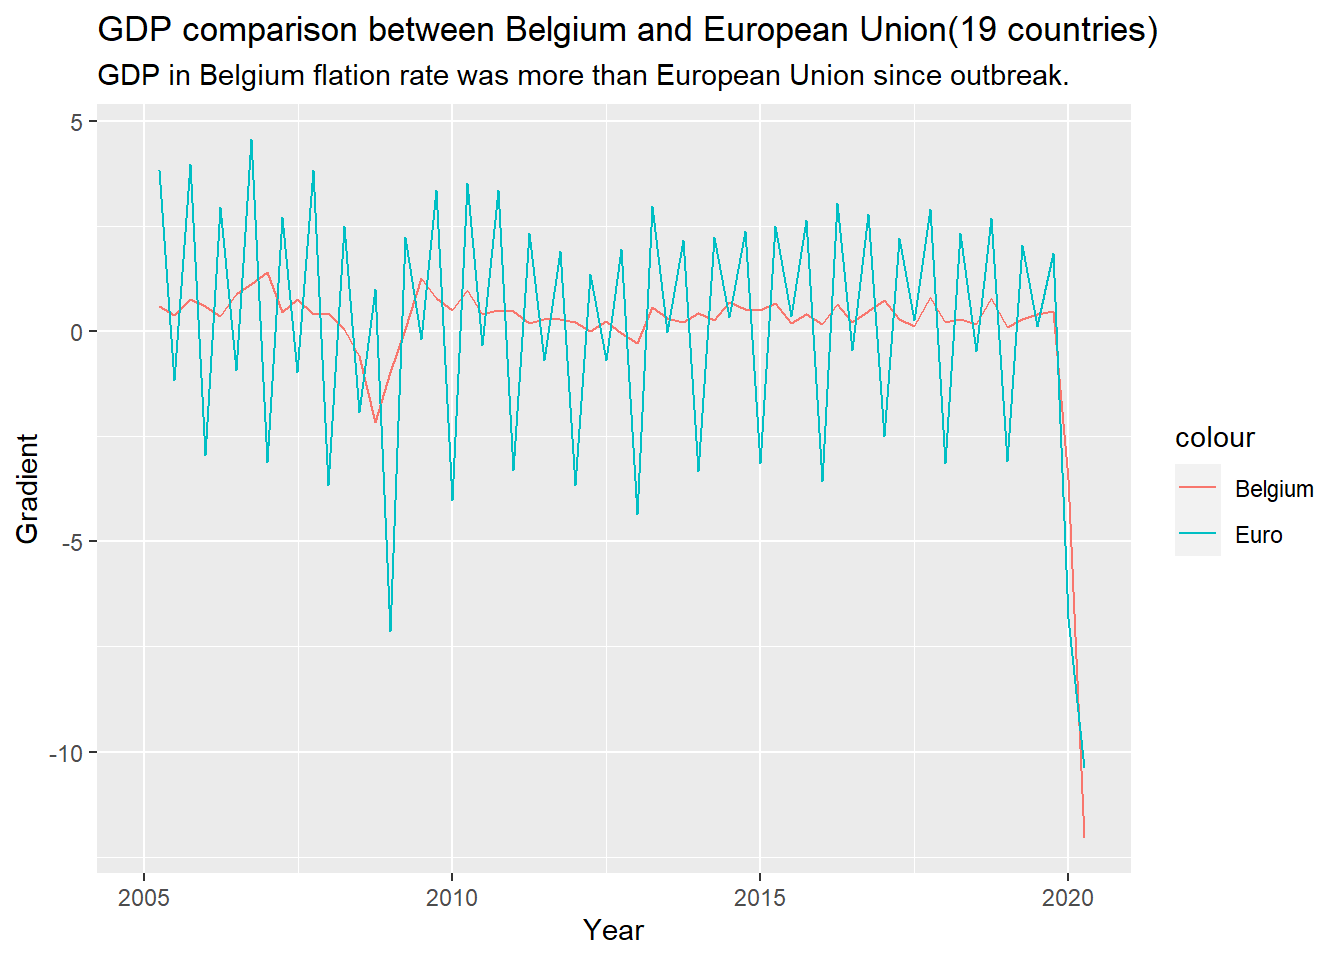 GDP comparison between Belgium and European Union(19 countries)
GDP in Belgium flation rate was more than European Union since outbreak.
5
0
-5
-10
Gradient
2005
2010
2015
2020
Year
colour
Belgium
Euro